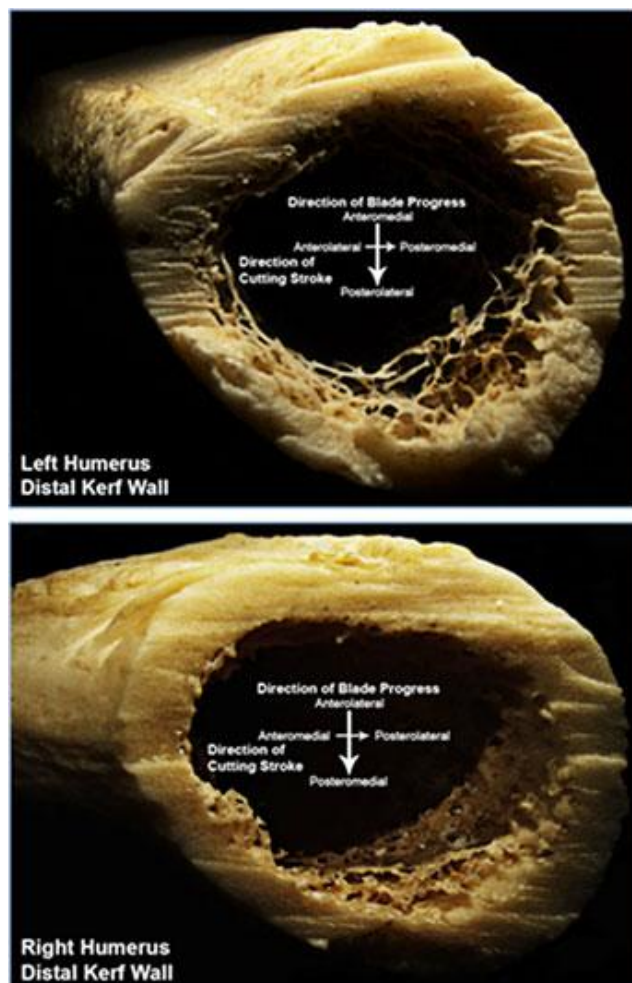 Direction of Blade Progress
Anteromedial
Anterolateral Posteromedial
Direction of
Cutting Stroke
Posterolateral
Left Humerus
Distal Kerf Wall
Direction of Blade Progress
Anterolateral
Anteromedial Posterolateral
Direction of
Cutting Stroke
Posteromedial
Right Humerus
Distal Kerf Wall